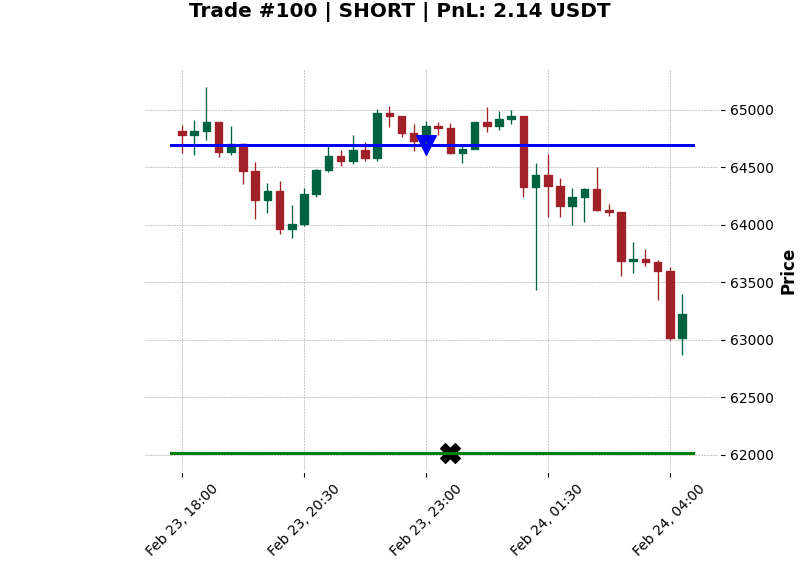 Trade #100 | SHORT | PnL: 2.14 USDT
65000
64500
64000
63500
63000
62500
62000
Price
Feb 23, 18:00
Feb 23, 20:30
Feb 23, 23:00
Feb 24, 01:30
Feb 24, 04:00